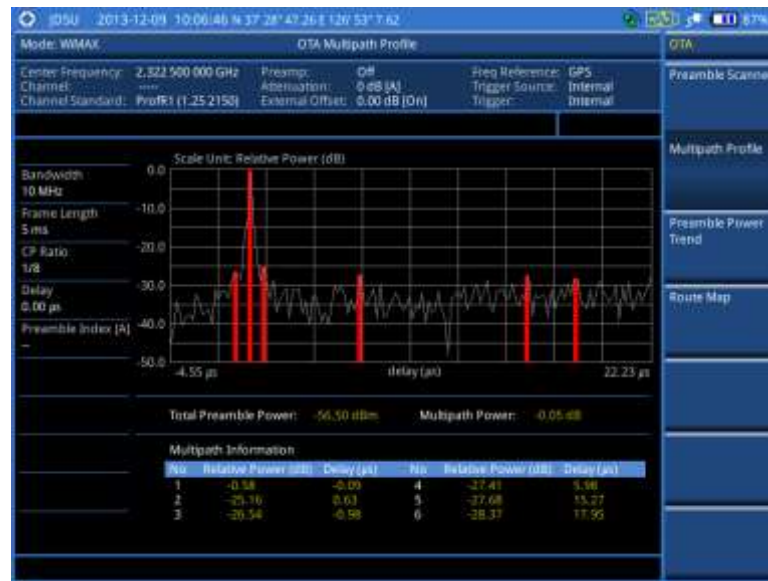 JDSU 2013-12-09 10:06:46 N 37° 28' 47.26 E 126° 53' 7.62 87%
Mode: WIMAX OTA Multipath Profile OTA
Center Frequency: 2.322 500 000 GHz Preamp: Off Freq Reference: GPS
Channel: ---- Attenuation: 0 dB [A] Trigger Source: Internal
Channel Standard: ProfR1 (1.25 2150) External Offset: 0.00 dB [On] Trigger: Internal
Preamble Scanne
Multipath Profile
Preamble Power
Trend
Route Map
Bandwidth
10 MHz
Frame Length
5 ms
CP Ratio
1/8
Delay
0.00 µs
Preamble Index [A]
--
Scale Unit: Relative Power (dB)
0.0
-10.0
-20.0
-30.0
-40.0
-50.0
-4.55 µs delay(µs) 22.23 µs
Total Preamble Power: -56.50 dBm Multipath Power: -0.05 dB
Multipath Information
No Relative Power (dB) Delay (µs) No Relative Power (dB) Delay (µs)
1 -0.58 -0.09 4 -27.41 5.98
2 -25.16 0.63 5 -27.68 15.27
3 -26.54 -0.98 6 -28.37 17.95